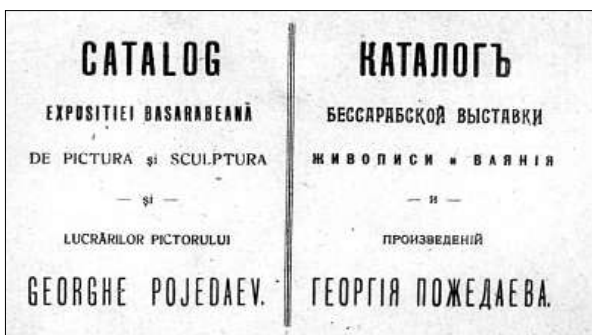 CATALOG
EXPOSITIEI BASARABEANĂ
DE PICTURA și SCULPTURA
— și —
LUCRĂRILOR PICTORULUI
GEORGHE POJEDAEV.
КАТАЛОГЪ
БЕССАРАБСКОЙ ВЫСТАВКИ
ЖИВОПИСИ и ВАЯНІЯ
— и —
ПРОИЗВЕДЕНІЙ
ГЕОРГІЯ ПОЖЕДАЕВА.